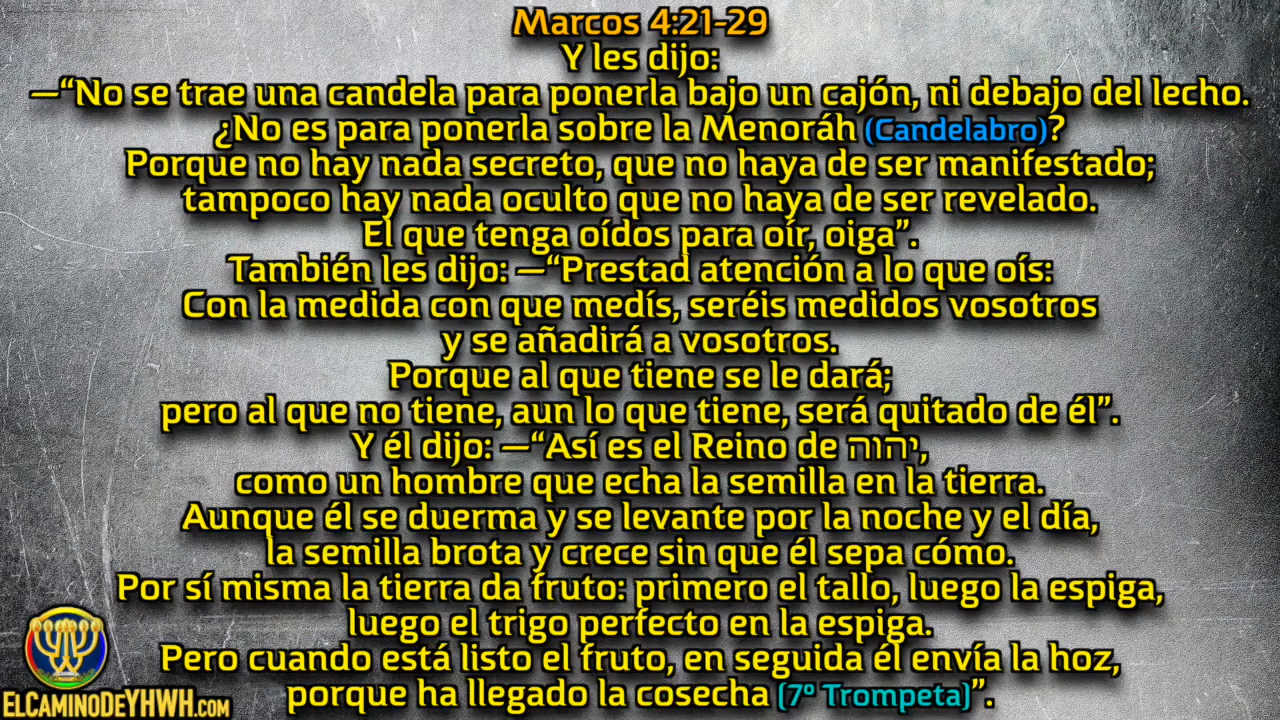 Marcos 4:21-29
Y les dijo:
—“No se trae una candela para ponerla bajo un cajón, ni debajo del lecho.
¿No es para ponerla sobre la Menoráh (Candelabro)?
Porque no hay nada secreto, que no haya de ser manifestado;
tampoco hay nada oculto que no haya de ser revelado.
El que tenga oídos para oír, oiga”.
También les dijo: —“Prestad atención a lo que oís:
Con la medida con que medís, seréis medidos vosotros
y se añadirá a vosotros.
Porque al que tiene se le dará;
pero al que no tiene, aun lo que tiene, será quitado de él”.
Y él dijo: —“Así es el Reino de יהוה,
como un hombre que echa la semilla en la tierra.
Aunque él se duerma y se levante por la noche y el día,
la semilla brota y crece sin que él sepa cómo.
Por sí misma la tierra da fruto: primero el tallo, luego la espiga,
luego el trigo perfecto en la espiga.
Pero cuando está listo el fruto, en seguida él envía la hoz,
porque ha llegado la cosecha (7º Trompeta)”.
ELCAMINODEYHWH.COM